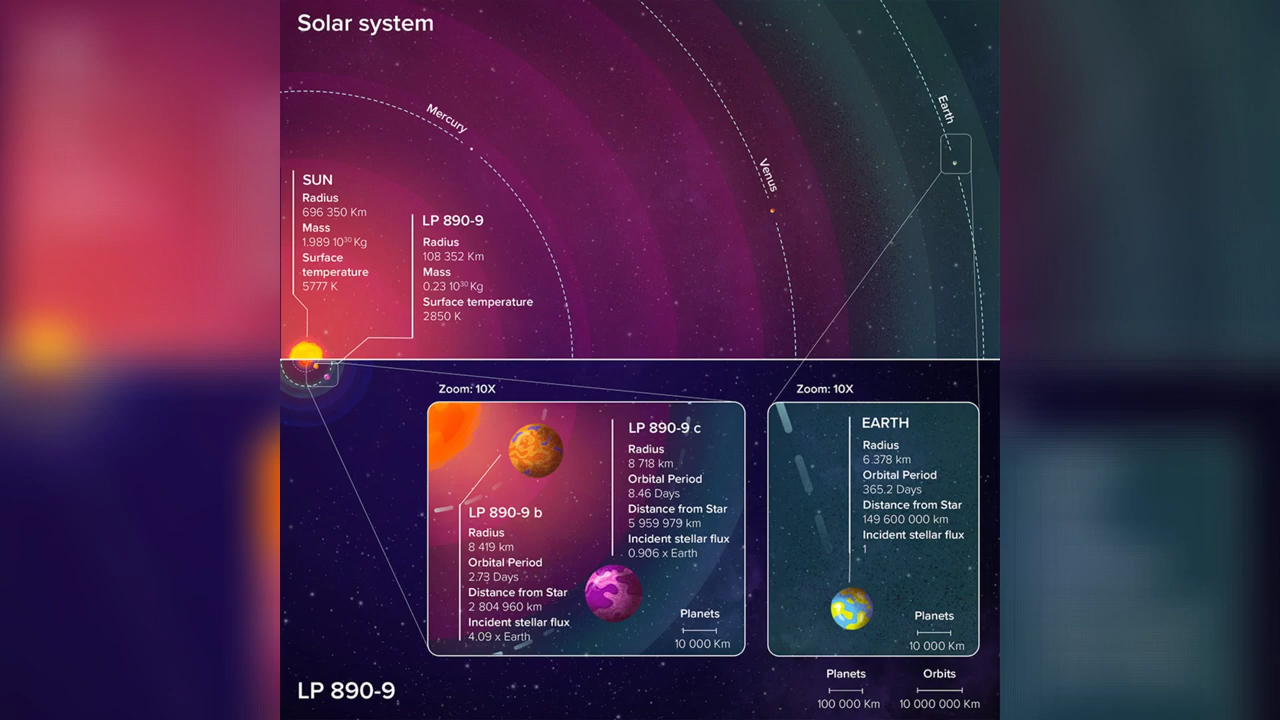 Solar system
Mercury
Venus
Earth
SUN
Radius
696 350 Km
Mass
1.989 10³⁰ Kg
Surface
temperature
5777 K
LP 890-9
Radius
108 352 Km
Mass
0.23 10³⁰ Kg
Surface temperature
2850 K
Zoom: 10X
LP 890-9 b
Radius
8 419 km
Orbital Period
2.73 Days
Distance from Star
2 804 960 km
Incident stellar flux
4.09 x Earth
LP 890-9 c
Radius
8 718 km
Orbital Period
8.46 Days
Distance from Star
5 959 979 km
Incident stellar flux
0.906 x Earth
Planets
10 000 Km
Zoom: 10X
EARTH
Radius
6.378 km
Orbital Period
365.2 Days
Distance from Star
149 600 000 km
Incident stellar flux
1
Planets
10 000 Km
LP 890-9
Planets
100 000 Km
Orbits
10 000 000 Km